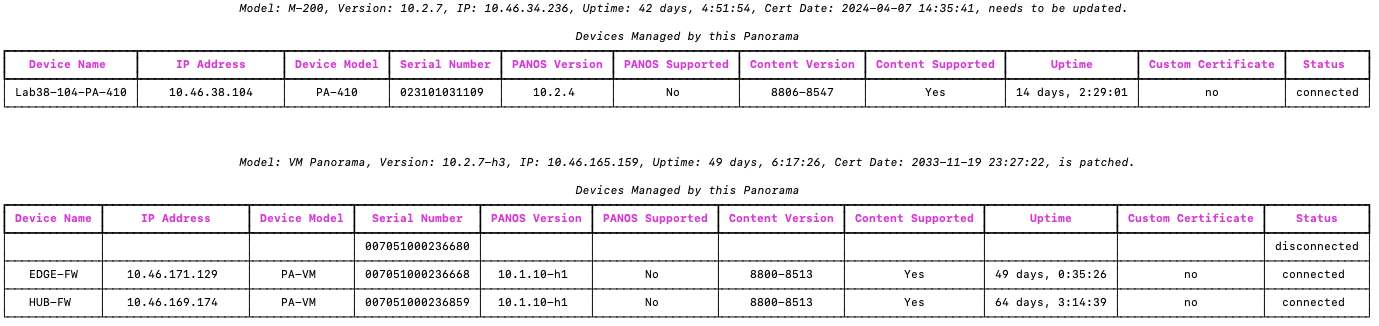 Model: M-200, Version: 10.2.7, IP: 10.46.34.236, Uptime: 42 days, 4:51:54, Cert Date: 2024-04-07 14:35:41, needs to be updated.
Devices Managed by this Panorama
Device Name IP Address Device Model Serial Number PANOS Version PANOS Supported Content Version Content Supported Uptime Custom Certificate Status
Lab38-104-PA-410 10.46.38.104 PA-410 023101031109 10.2.4 No 8806-8547 Yes 14 days, 2:29:01 no connected
Model: VM Panorama, Version: 10.2.7-h3, IP: 10.46.165.159, Uptime: 49 days, 6:17:26, Cert Date: 2033-11-19 23:27:22, is patched.
Devices Managed by this Panorama
Device Name IP Address Device Model Serial Number PANOS Version PANOS Supported Content Version Content Supported Uptime Custom Certificate Status
007051000236680 disconnected
EDGE-FW 10.46.171.129 PA-VM 007051000236668 10.1.10-h1 No 8800-8513 Yes 49 days, 0:35:26 no connected
HUB-FW 10.46.169.174 PA-VM 007051000236859 10.1.10-h1 No 8800-8513 Yes 64 days, 3:14:39 no connected